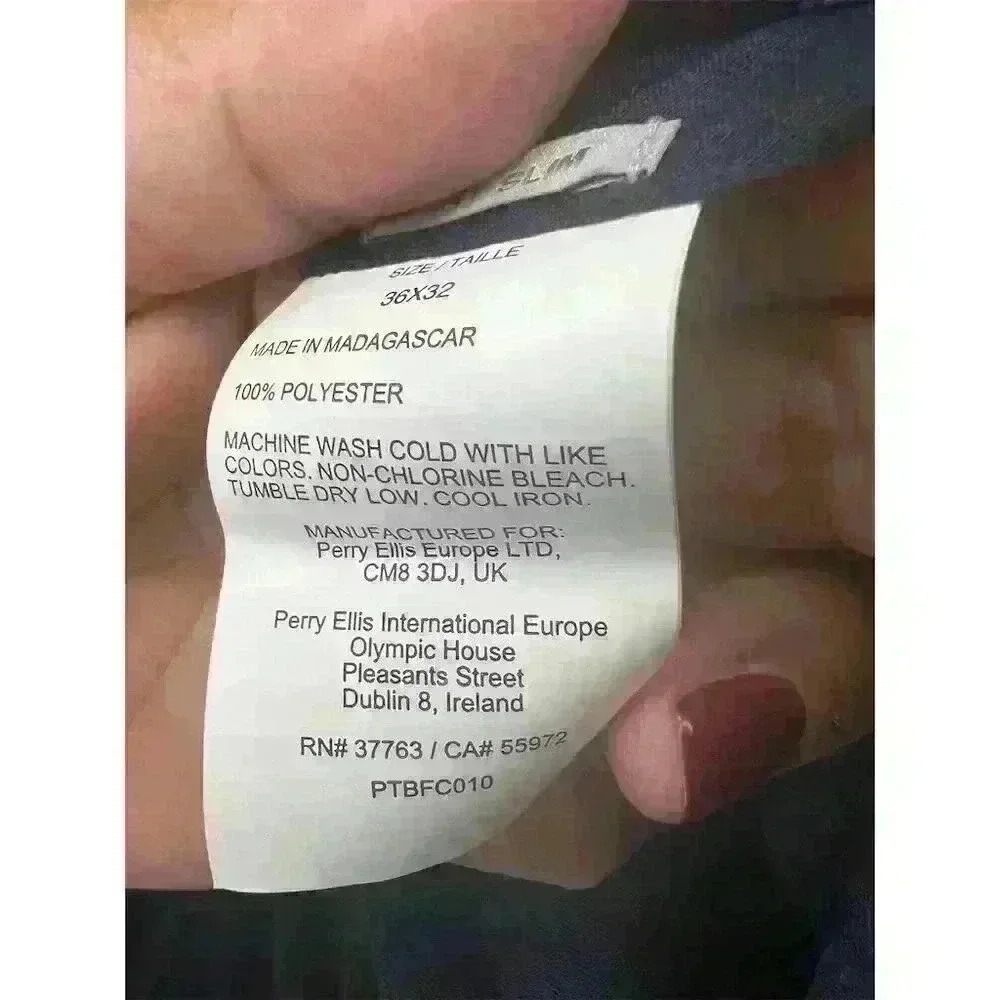 SLIM
SIZE / TAILLE
36X32
MADE IN MADAGASCAR
100% POLYESTER
MACHINE WASH COLD WITH LIKE
COLORS. NON-CHLORINE BLEACH.
TUMBLE DRY LOW. COOL IRON.
MANUFACTURED FOR:
Perry Ellis Europe LTD,
CM8 3DJ, UK
Perry Ellis International Europe
Olympic House
Pleasants Street
Dublin 8, Ireland
RN# 37763 / CA# 55972
PTBFC010